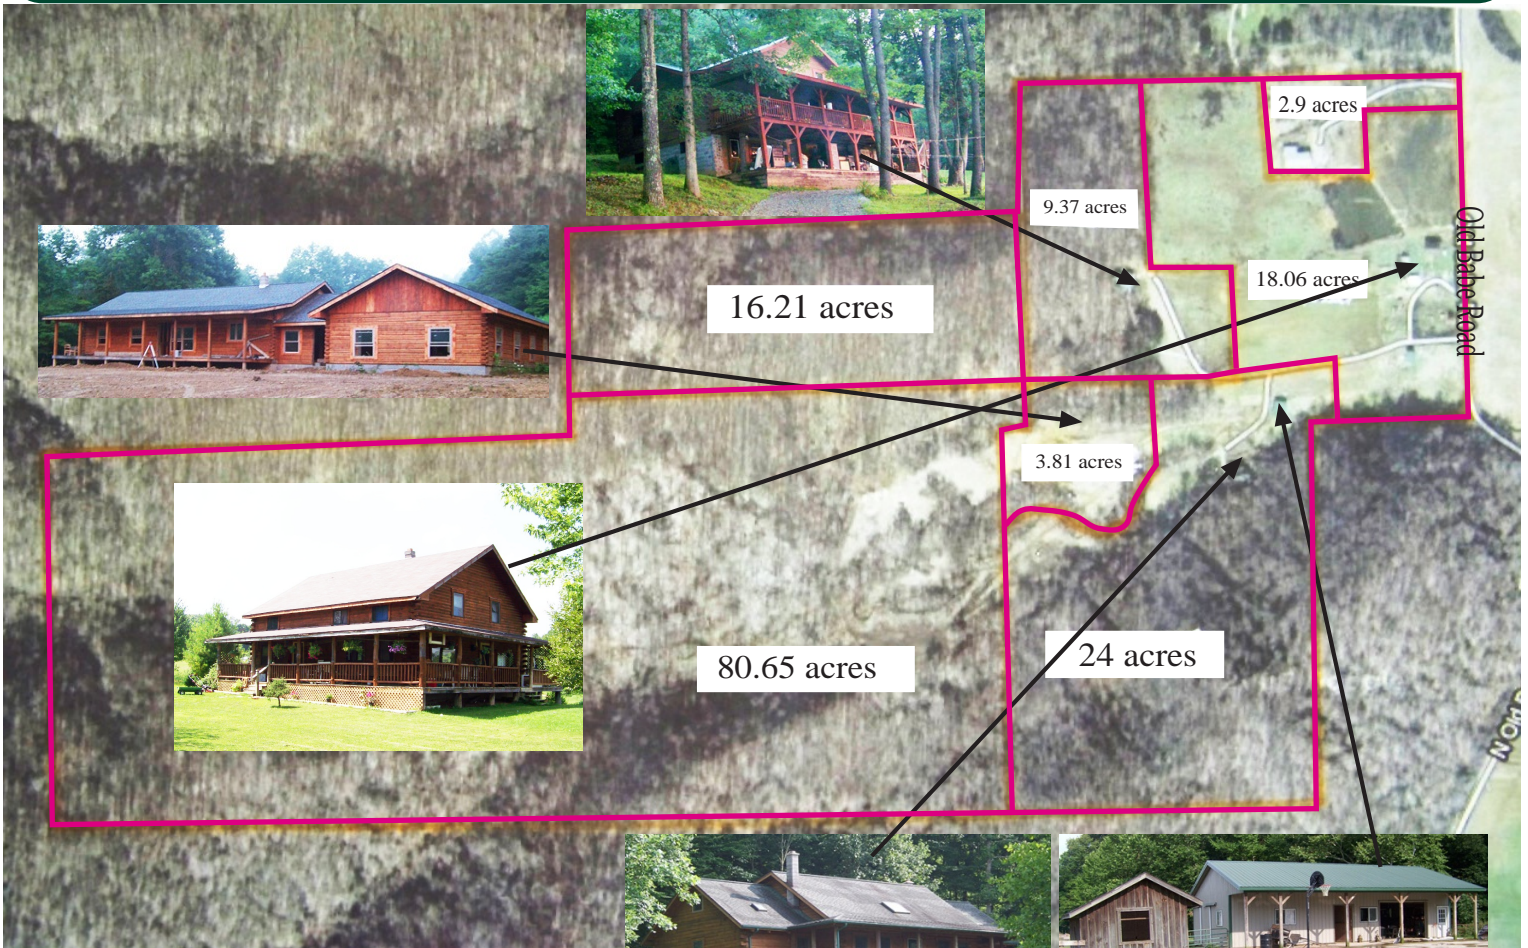 2.9 acres
9.37 acres
18.06 acres
16.21 acres
Old Babe Road
3.81 acres
80.65 acres
24 acres
N Old